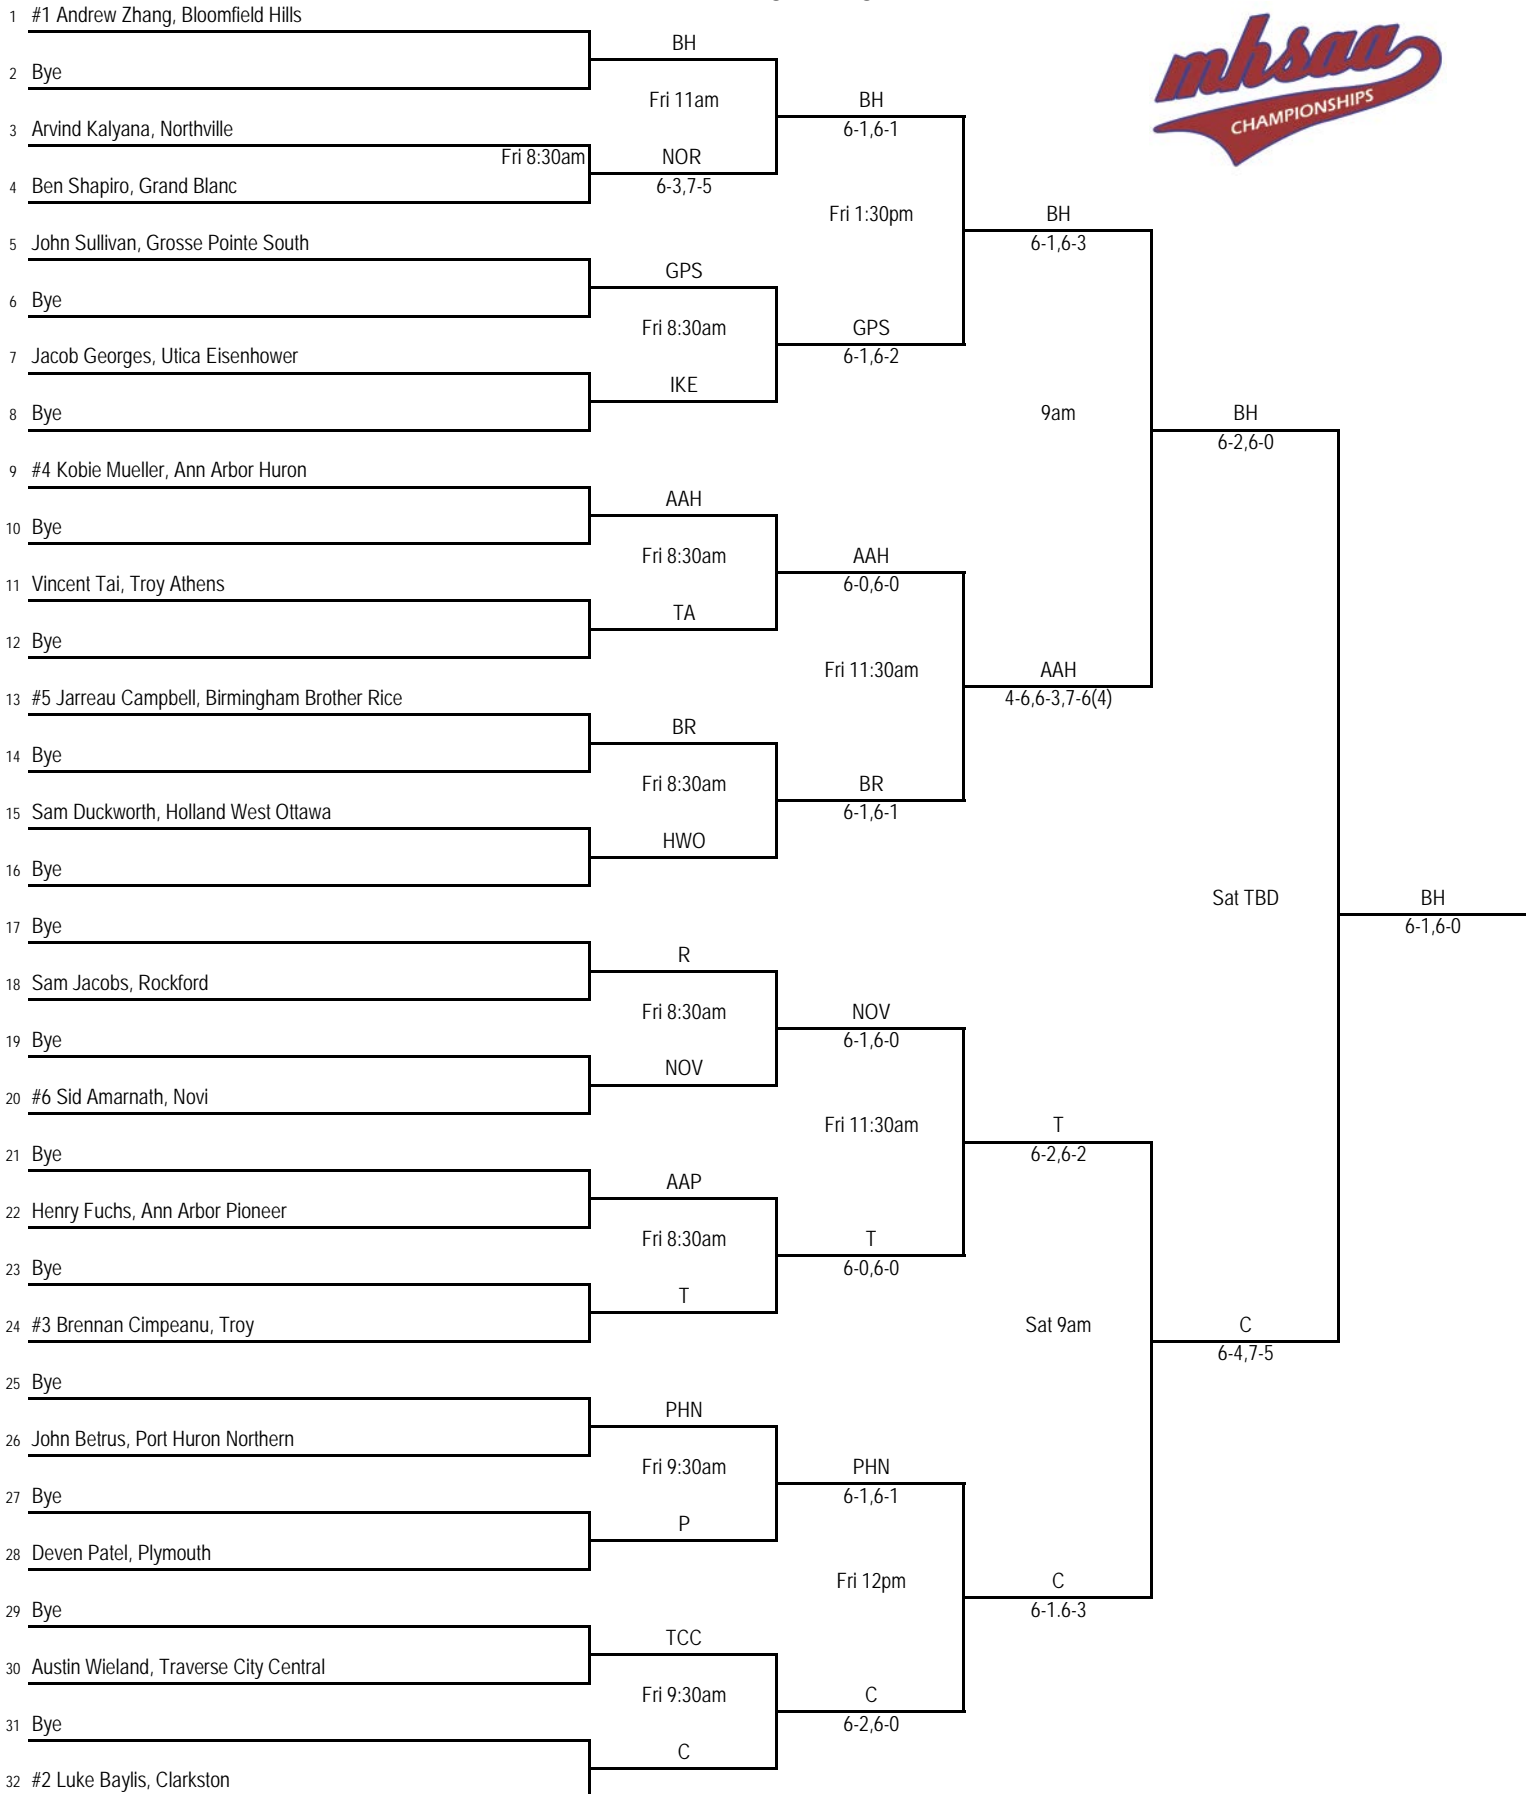 1 #1 Andrew Zhang, Bloomfield Hills
BH
2 Bye
Fri 11am
BH
6-1,6-1
3 Arvind Kalyana, Northville
Fri 8:30am
NOR
6-3,7-5
4 Ben Shapiro, Grand Blanc
Fri 1:30pm
BH
6-1,6-3
5 John Sullivan, Grosse Pointe South
GPS
6 Bye
Fri 8:30am
GPS
6-1,6-2
7 Jacob Georges, Utica Eisenhower
IKE
8 Bye
9am
BH
6-2,6-0
9 #4 Kobie Mueller, Ann Arbor Huron
AAH
10 Bye
Fri 8:30am
AAH
6-0,6-0
11 Vincent Tai, Troy Athens
TA
12 Bye
Fri 11:30am
AAH
4-6,6-3,7-6(4)
13 #5 Jarreau Campbell, Birmingham Brother Rice
BR
14 Bye
Fri 8:30am
BR
6-1,6-1
15 Sam Duckworth, Holland West Ottawa
HWO
16 Bye
Sat TBD
BH
6-1,6-0
17 Bye
R
18 Sam Jacobs, Rockford
Fri 8:30am
NOV
6-1,6-0
19 Bye
NOV
20 #6 Sid Amarnath, Novi
Fri 11:30am
T
6-2,6-2
21 Bye
AAP
22 Henry Fuchs, Ann Arbor Pioneer
Fri 8:30am
T
6-0,6-0
23 Bye
T
24 #3 Brennan Cimpeanu, Troy
Sat 9am
C
6-4,7-5
25 Bye
PHN
26 John Betrus, Port Huron Northern
Fri 9:30am
PHN
6-1,6-1
27 Bye
P
28 Deven Patel, Plymouth
Fri 12pm
C
6-1.6-3
29 Bye
TCC
30 Austin Wieland, Traverse City Central
Fri 9:30am
C
6-2,6-0
31 Bye
C
32 #2 Luke Baylis, Clarkston
mhsaa
CHAMPIONSHIPS